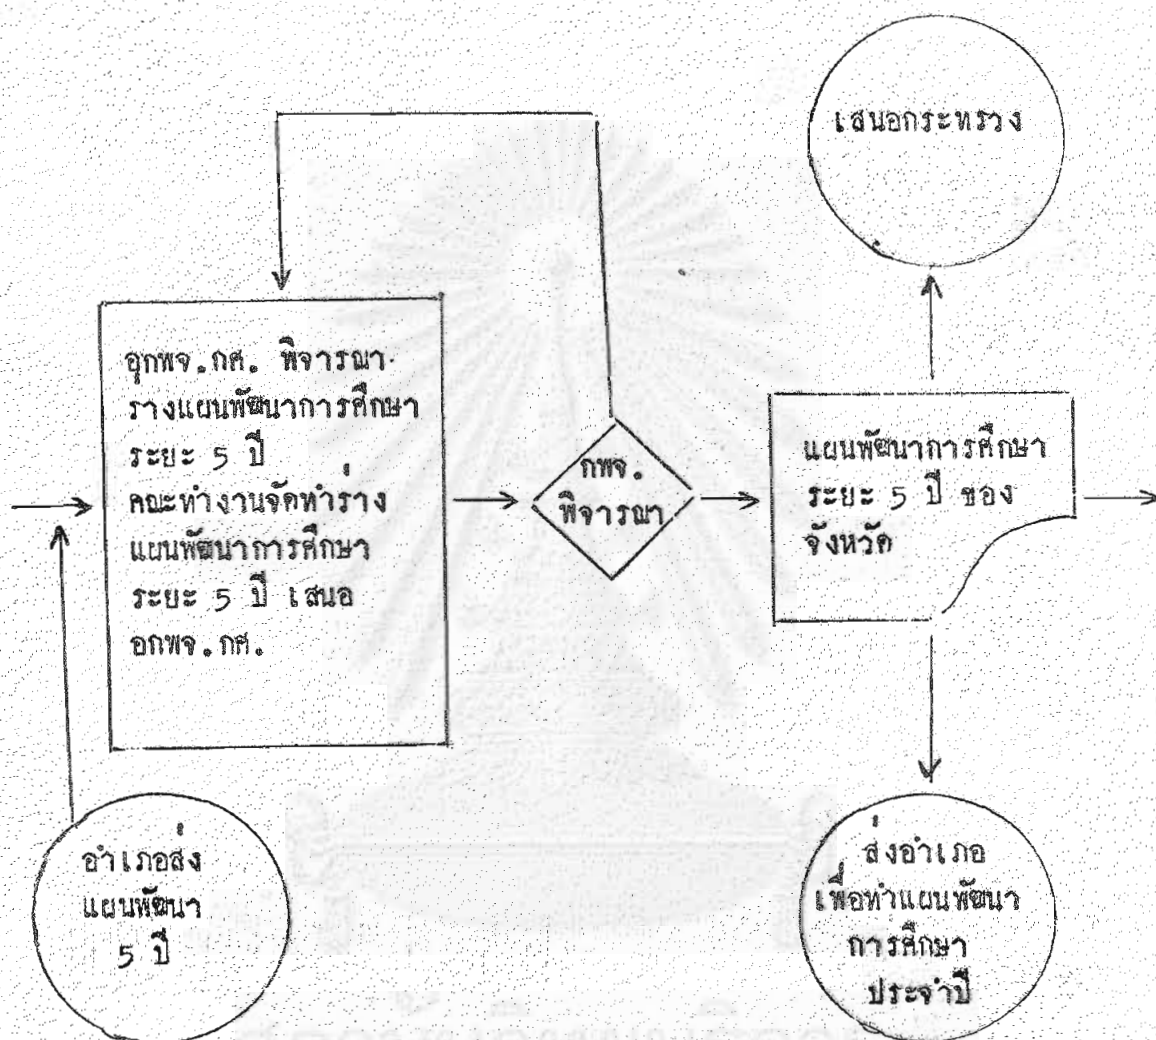 เสนอกระทรวง
อุกพจ.กศ. พิจารณา
รางแผนพัฒนาการศึกษา
ระยะ 5 ปี
คณะทำงานจัดทำร่าง
แผนพัฒนาการศึกษา
ระยะ 5 ปี เสนอ
อกพจ.กศ.
กพจ.
พิจารณา
แผนพัฒนาการศึกษา
ระยะ 5 ปี ของ
จังหวัด
อำเภอส่ง
แผนพัฒนา
5 ปี
ส่งอำเภอ
เพื่อทำแผนพัฒนา
การศึกษา
ประจำปี